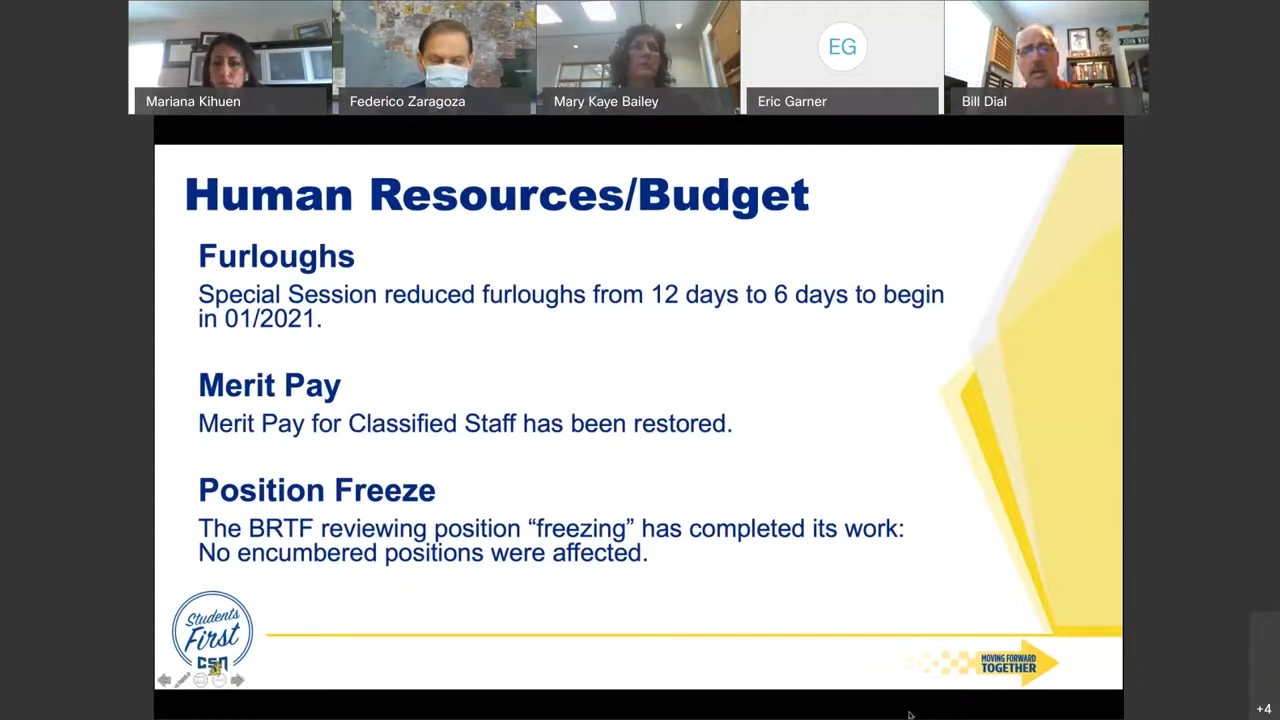 Mariana Kihuen
Federico Zaragoza
Mary Kaye Bailey
EG
Eric Garner
Bill Dial
JOHN WAY
Human Resources/Budget
Furloughs
Special Session reduced furloughs from 12 days to 6 days to begin
in 01/2021.
Merit Pay
Merit Pay for Classified Staff has been restored.
Position Freeze
The BRTF reviewing position “freezing” has completed its work:
No encumbered positions were affected.
Students
First
CSN
MOVING FORWARD
TOGETHER
+4